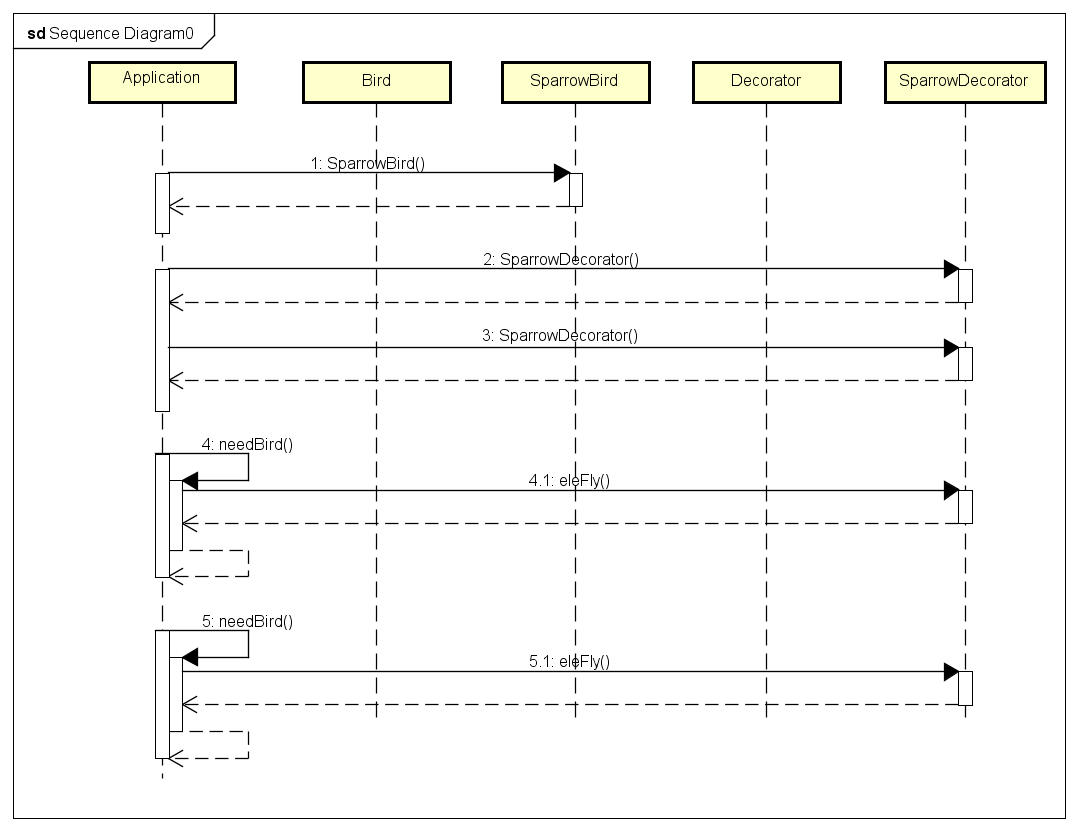 sd Sequence Diagram0
Application
Bird
SparrowBird
Decorator
SparrowDecorator
1: SparrowBird()
2: SparrowDecorator()
3: SparrowDecorator()
4: needBird()
4.1: eleFly()
5: needBird()
5.1: eleFly()